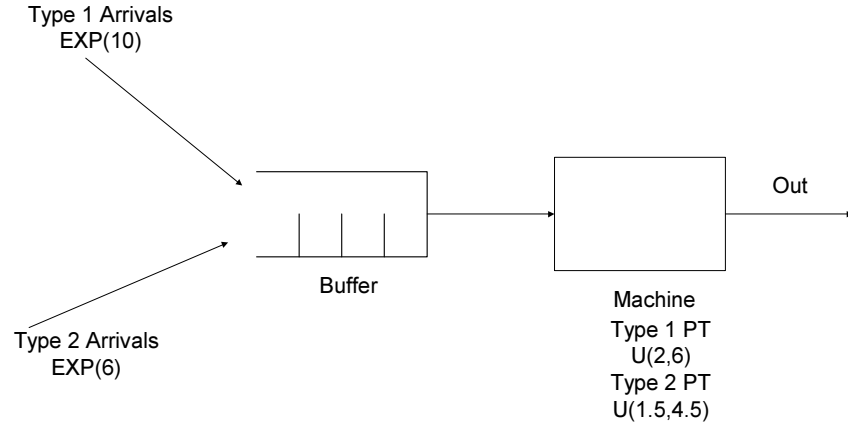 Type 1 Arrivals
EXP(10)
Out
Buffer
Machine
Type 1 PT
U(2,6)
Type 2 PT
U(1.5,4.5)
Type 2 Arrivals
EXP(6)